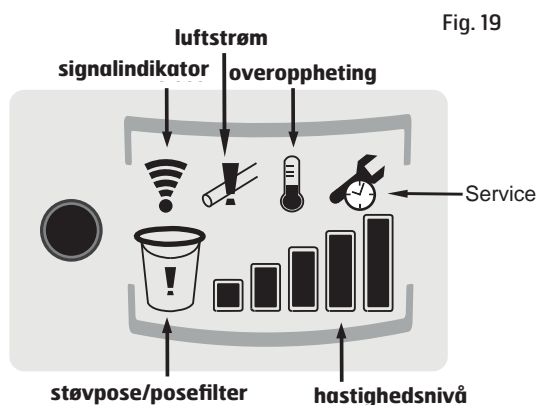 Fig. 19
luftstrøm
signalindikator overoppheting
Service
støvpose/posefilter hastighedsnivå